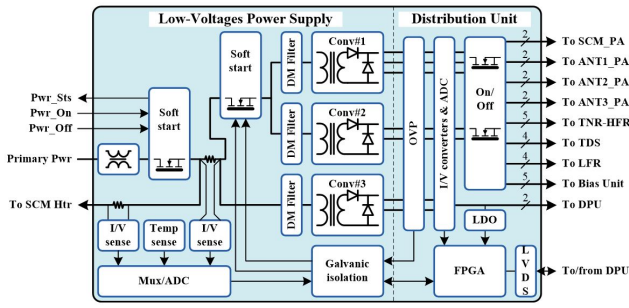 Low-Voltages Power Supply
Distribution Unit
Soft start
DM Filter
Conv#1
2
To SCM_PA
2
To ANT1_PA
2
To ANT2_PA
2
To ANT3_PA
5
To TNR-HFR
4
To TDS
4
To LFR
5
To Bias Unit
2
To DPU
Pwr_Sts
Pwr_On
Pwr_Off
Soft start
Primary Pwr
DM Filter
Conv#2
OVP
I/V converters & ADC
On/Off
DM Filter
Conv#3
To SCM Htr
LDO
I/V sense
Temp sense
I/V sense
Mux/ADC
Galvanic isolation
FPGA
LVDS
To/from DPU